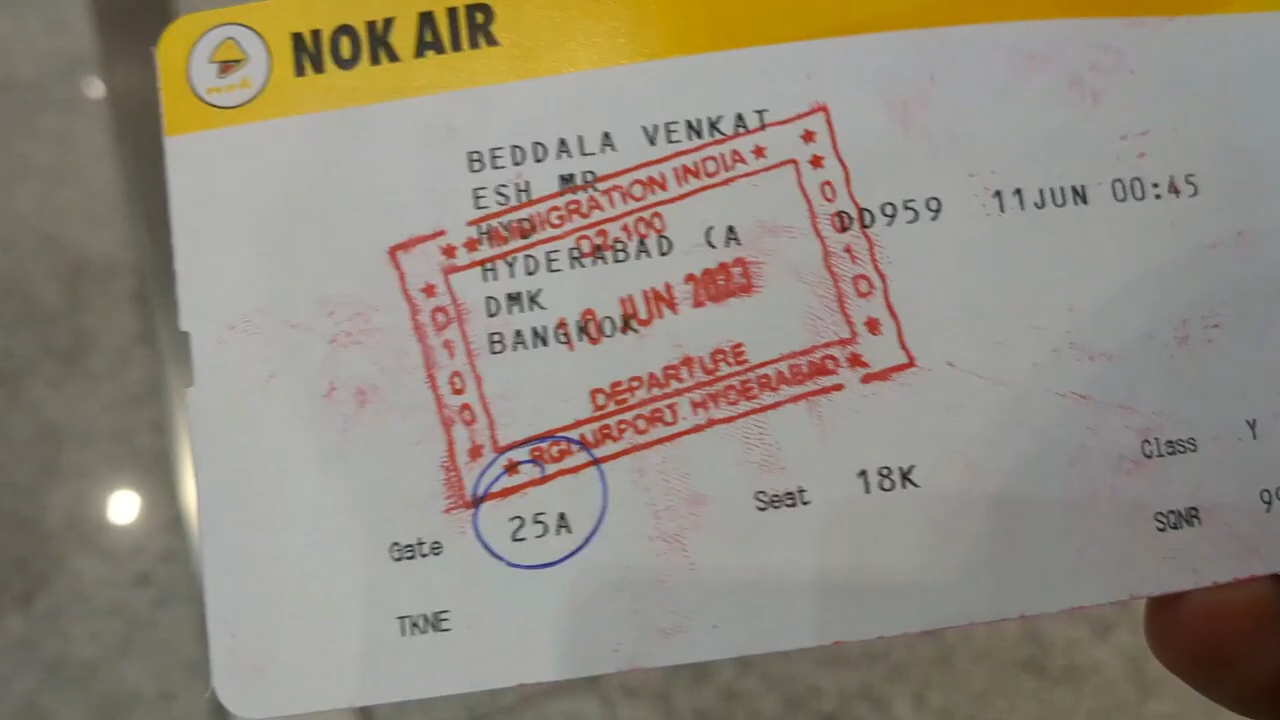 NOK AIR
BEDDALA VENKAT
ESH MR
HYD
HYDERABAD (A
DMK
BANGKOK
DD959 11JUN 00:45
IMMIGRATION INDIA
10 JUN 2023
DEPARTURE
RGI AIRPORT HYDERABAD
Gate 25A
Seat 18K
Class Y
SQNR
TKNE